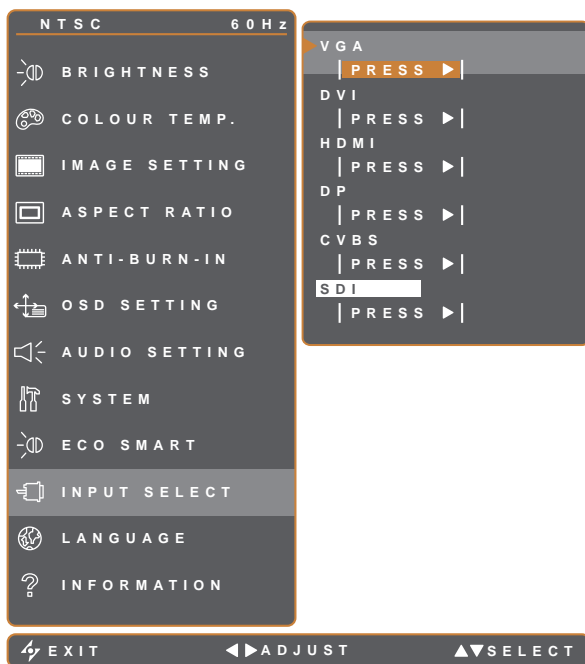 NTSC 60Hz
BRIGHTNESS
COLOUR TEMP.
IMAGE SETTING
ASPECT RATIO
ANTI-BURN-IN
OSD SETTING
AUDIO SETTING
SYSTEM
ECO SMART
INPUT SELECT
LANGUAGE
INFORMATION
VGA
PRESS
DVI
PRESS
HDMI
PRESS
DP
PRESS
CVBS
PRESS
SDI
PRESS
EXIT ADJUST SELECT